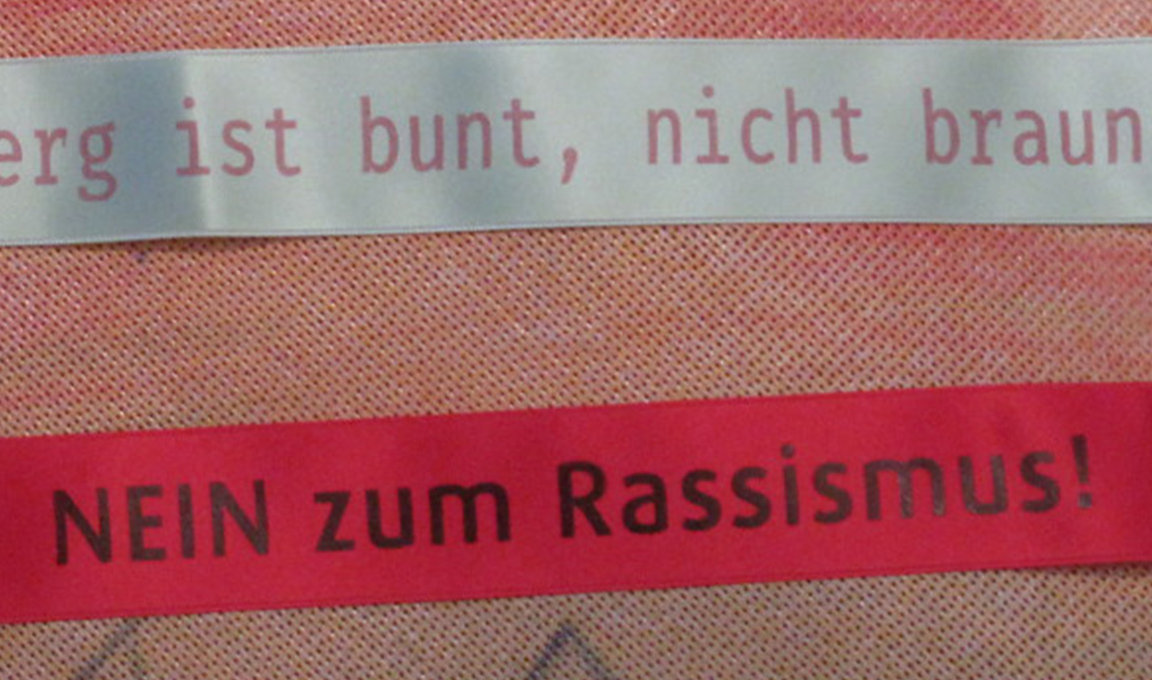 erg ist bunt, nicht braun
NEIN zum Rassismus!